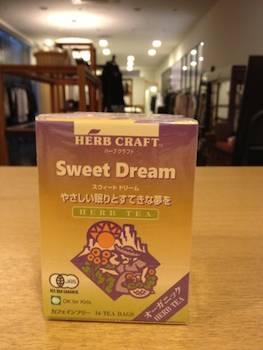 HERB CRAFT
ハーブ クラフト
Sweet Dream
スウィート ドリーム
やさしい眠りとすてきな夢を
HERB TEA
JAS
OK for Kids
カフェインフリー 16 TEA BAGS
オーガニック
HERB TEA